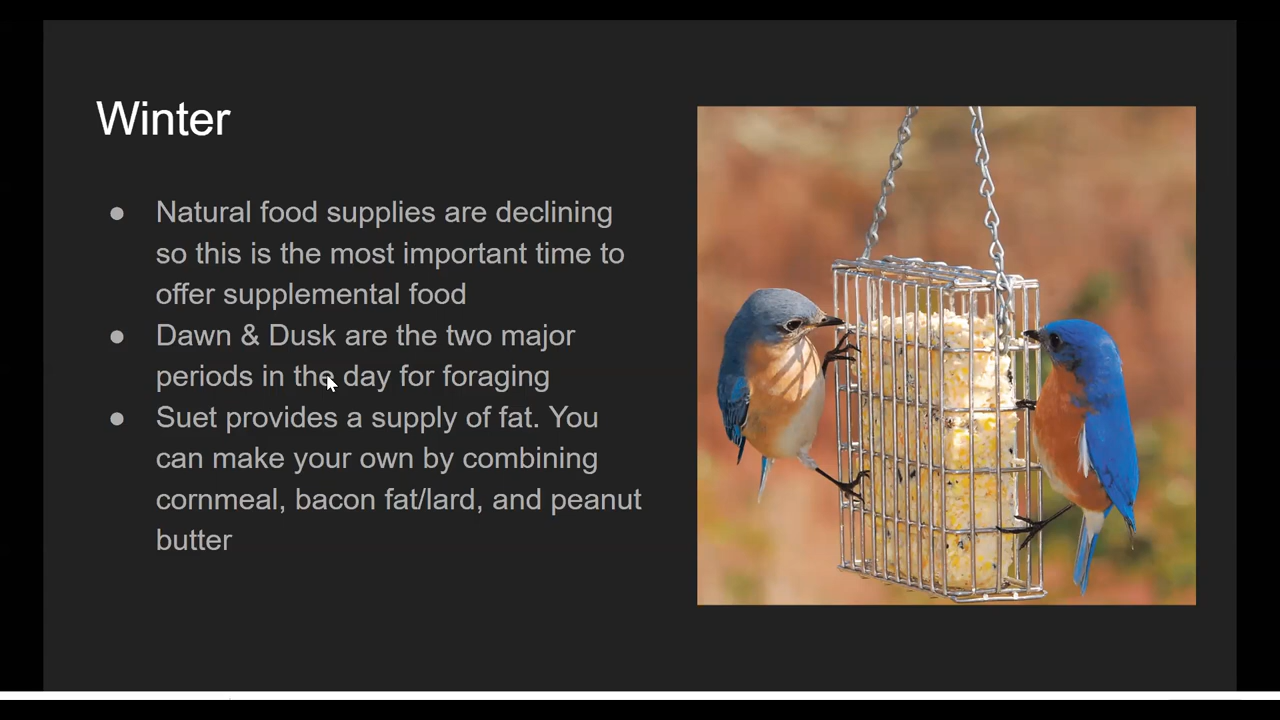 Winter
● Natural food supplies are declining
so this is the most important time to
offer supplemental food
● Dawn & Dusk are the two major
periods in the day for foraging
● Suet provides a supply of fat. You
can make your own by combining
cornmeal, bacon fat/lard, and peanut
butter